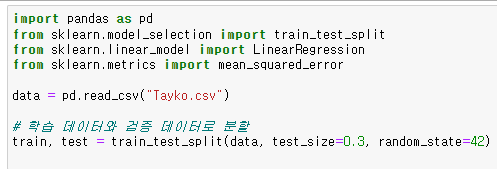 import pandas as pd
from sklearn.model_selection import train_test_split
from sklearn.linear_model import LinearRegression
from sklearn.metrics import mean_squared_error
data = pd.read_csv("Tayko.csv")
# 학습 데이터와 검증 데이터로 분할
train, test = train_test_split(data, test_size=0.3, random_state=42)